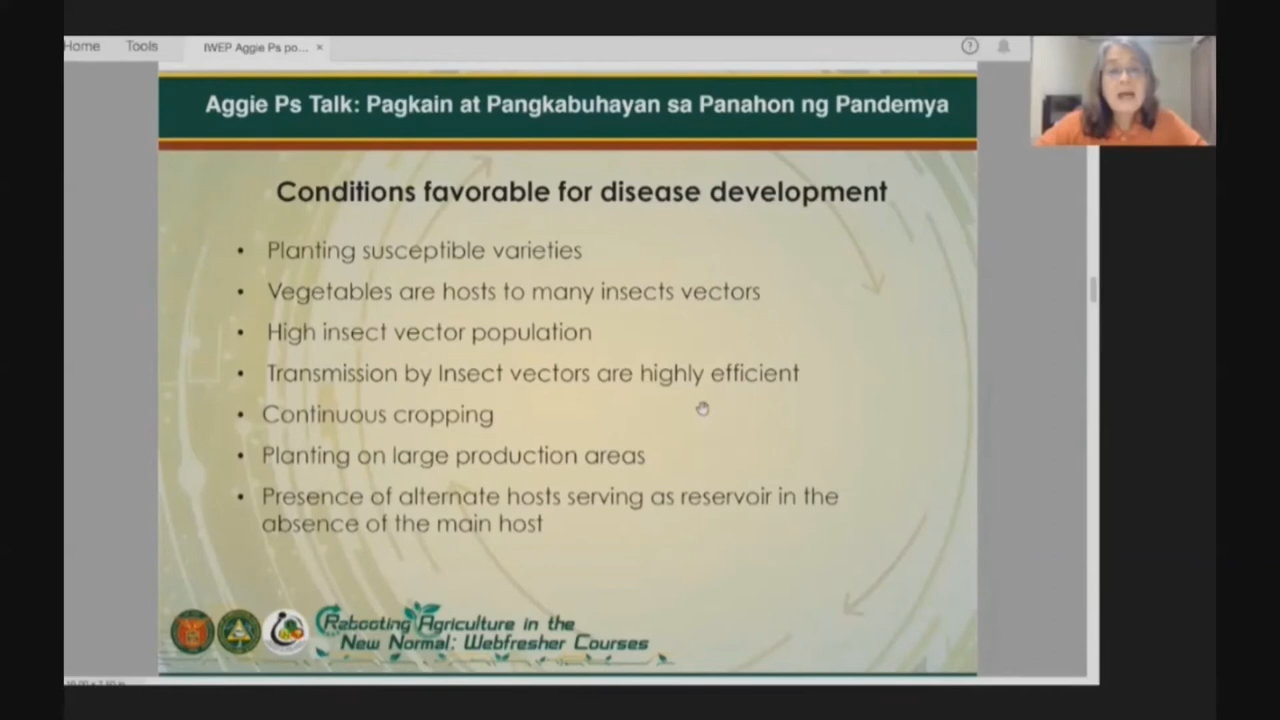 Home Tools IWEP Aggie Ps po... ×
Aggie Ps Talk: Pagkain at Pangkabuhayan sa Panahon ng Pandemya
Conditions favorable for disease development
• Planting susceptible varieties
• Vegetables are hosts to many insects vectors
• High insect vector population
• Transmission by Insect vectors are highly efficient
• Continuous cropping
• Planting on large production areas
• Presence of alternate hosts serving as reservoir in the
absence of the main host
Rebooting Agriculture in the
New Normal: Webfresher Courses